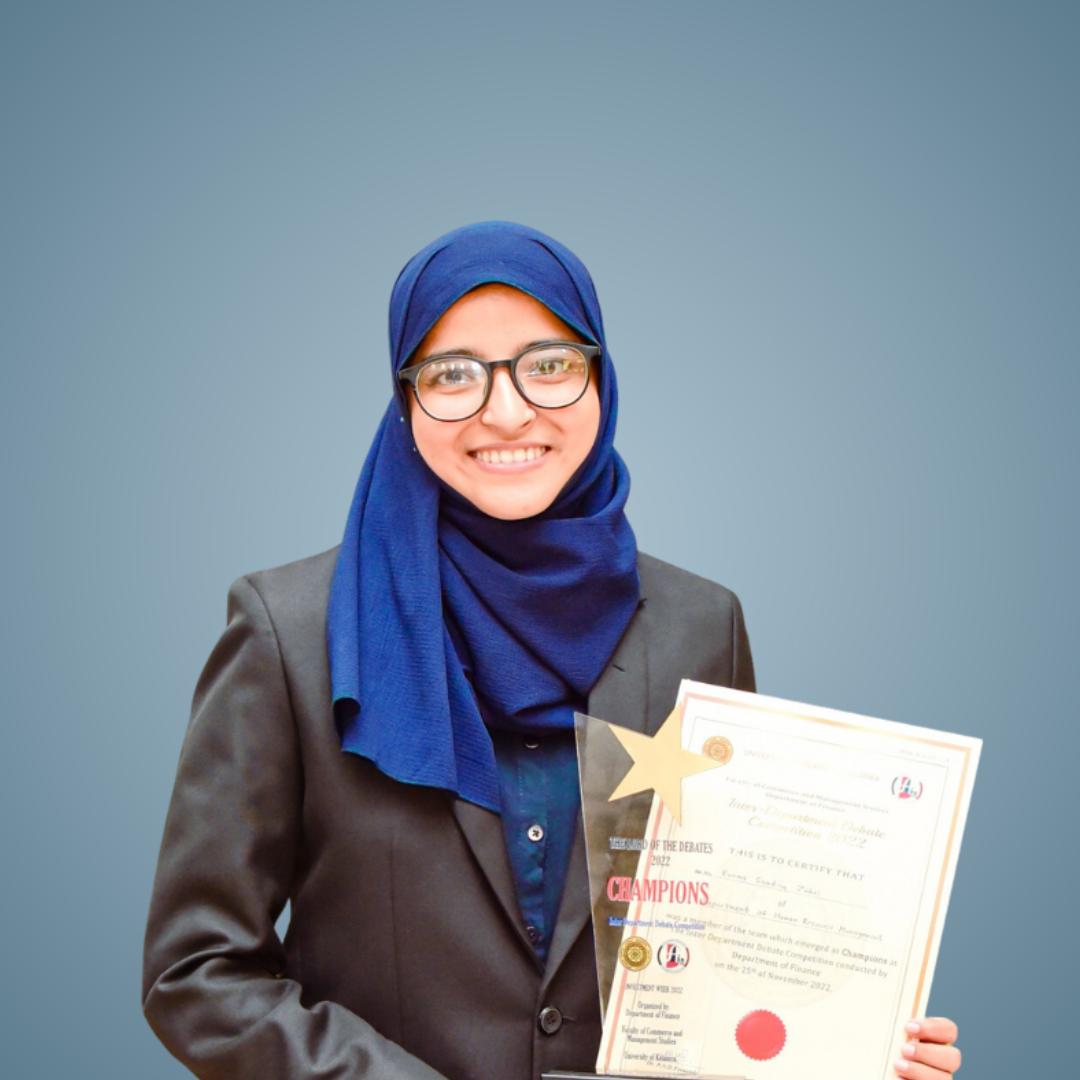 THE LORD OF THE DEBATES
2022
CHAMPIONS
Inter Department Debate Competition
INVESTMENT WEEK 2022
Organized by
Department of Finance
Faculty of Commerce and
Management Studies
University of Kelaniya
Faculty of Commerce and Management Studies
Department of Finance
Inter-Department Debate
Competition 2022
THIS IS TO CERTIFY THAT
of
Department of Human Resource Management
was a member of the team which emerged as Champions at
the Inter Department Debate Competition conducted by
Department of Finance
on the 25th of November 2022.